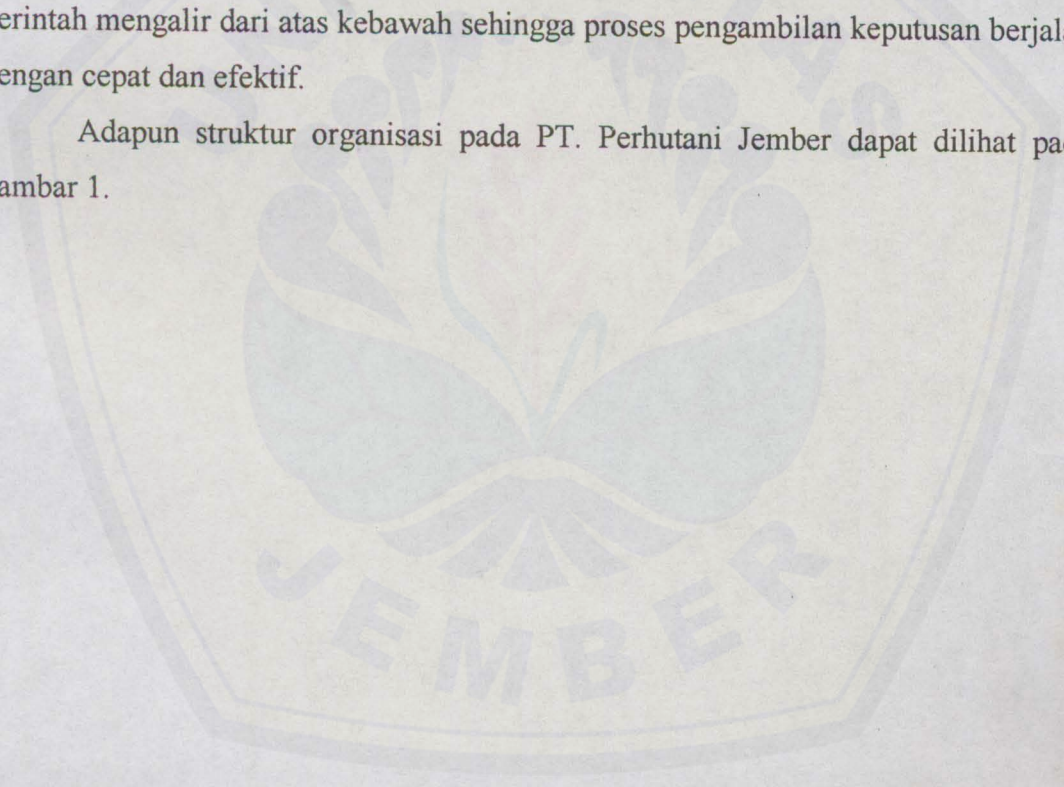 erintah mengalir dari atas kebawah sehingga proses pengambilan keputusan berjal
engan cepat dan efektif.
Adapun struktur organisasi pada PT. Perhutani Jember dapat dilihat pa
ambar 1.
JEMBER